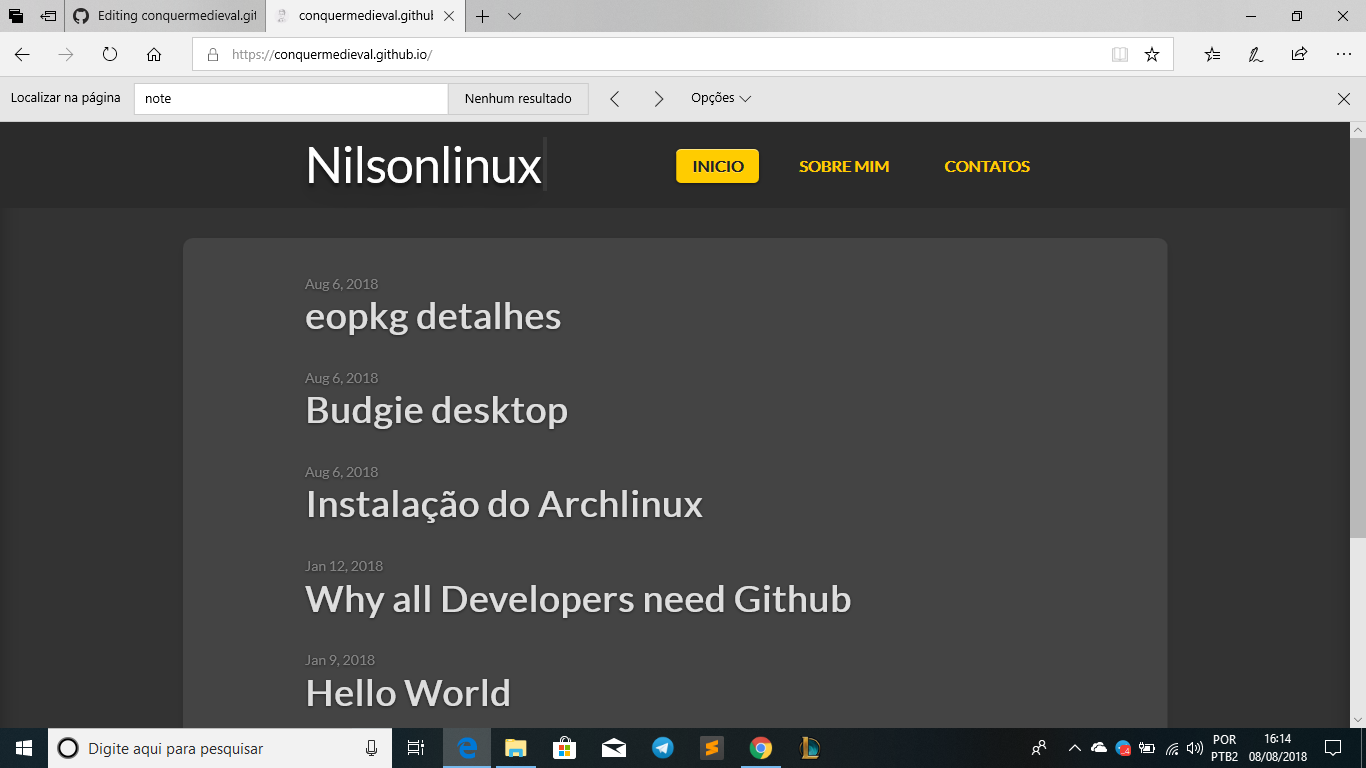 Editing conquermedieval.git
conquermedieval.github
https://conquermedieval.github.io/
Localizar na página note Nenhum resultado Opções
Nilsonlinux INICIO SOBRE MIM CONTATOS
Aug 6, 2018
eopkg detalhes
Aug 6, 2018
Budgie desktop
Aug 6, 2018
Instalação do Archlinux
Jan 12, 2018
Why all Developers need Github
Jan 9, 2018
Hello World
Digite aqui para pesquisar
POR
PTB2
16:14
08/08/2018